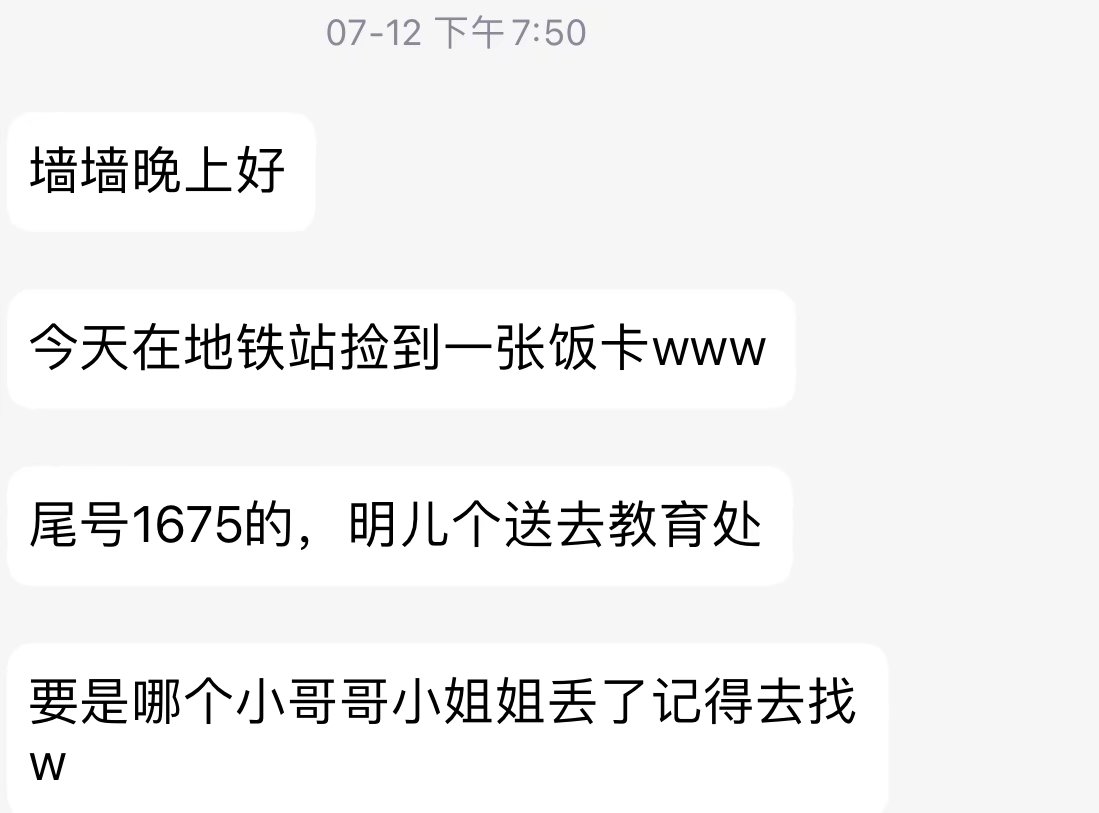 07-12 下午7:50
墙墙晚上好
今天在地铁站捡到一张饭卡www
尾号1675的，明儿个送去教育处
要是哪个小哥哥小姐姐丢了记得去找
w